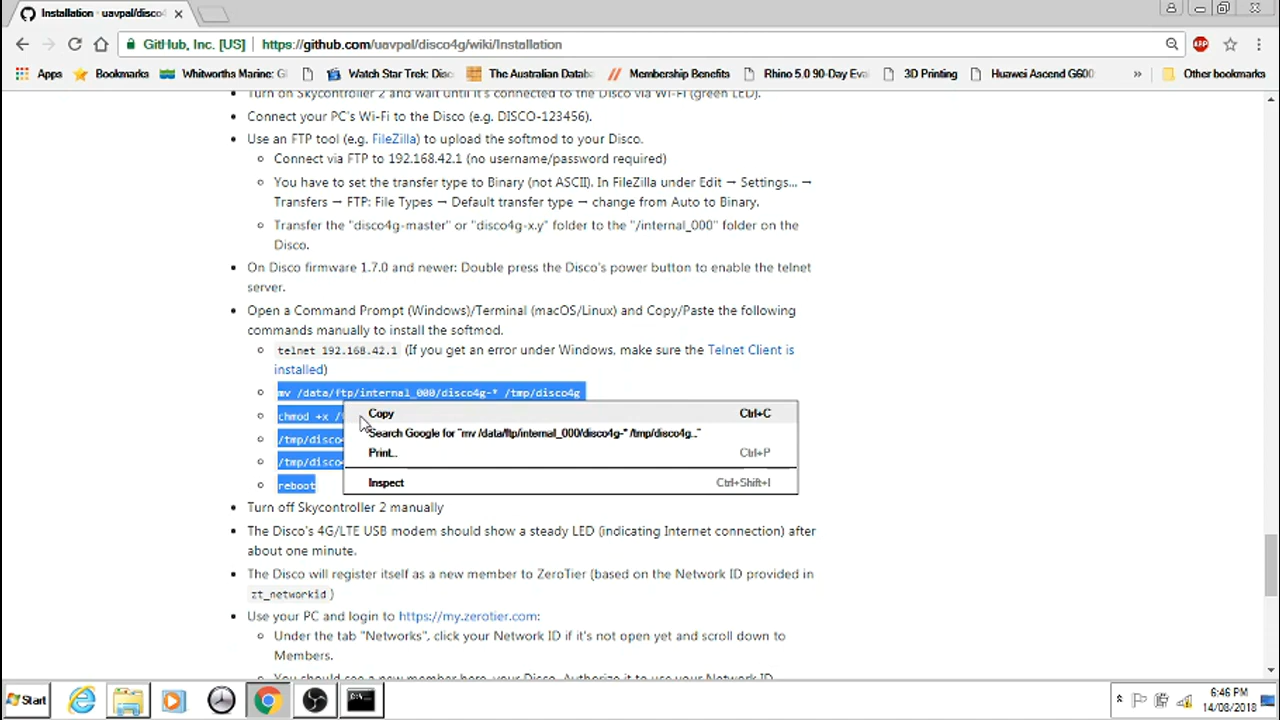 Installation · uavpal/disco4
GitHub, Inc. [US]
https://github.com/uavpal/disco4g/wiki/Installation
Apps
Bookmarks
Whitworths Marine: G
Watch Star Trek: Disc
The Australian Datab
Membership Benefits
Rhino 5.0 90-Day Eva
3D Printing
Huawei Ascend G600
»
Other bookmarks
Turn on Skycontroller 2 and wait until it's connected to the Disco via Wi-Fi (green LED).
Connect your PC's Wi-Fi to the Disco (e.g. DISCO-123456).
Use an FTP tool (e.g. FileZilla) to upload the softmod to your Disco.
Connect via FTP to 192.168.42.1 (no username/password required)
You have to set the transfer type to Binary (not ASCII). In FileZilla under Edit → Settings... →
Transfers → FTP: File Types → Default transfer type → change from Auto to Binary.
Transfer the "disco4g-master" or "disco4g-x.y" folder to the "/internal_000" folder on the
Disco.
On Disco firmware 1.7.0 and newer: Double press the Disco's power button to enable the telnet
server.
Open a Command Prompt (Windows)/Terminal (macOS/Linux) and Copy/Paste the following
commands manually to install the softmod.
telnet 192.168.42.1 (If you get an error under Windows, make sure the Telnet Client is
installed)
mv /data/ftp/internal_000/disco4g-* /tmp/disco4g
chmod +x /
/tmp/disco
/tmp/disco
reboot
Copy Ctrl+C
Search Google for "mv /data/ftp/internal_000/disco4g-* /tmp/disco4g..."
Print... Ctrl+P
Inspect Ctrl+Shift+I
Turn off Skycontroller 2 manually
The Disco's 4G/LTE USB modem should show a steady LED (indicating Internet connection) after
about one minute.
The Disco will register itself as a new member to ZeroTier (based on the Network ID provided in
zt_networkid )
Use your PC and login to https://my.zerotier.com:
Under the tab "Networks", click your Network ID if it's not open yet and scroll down to
Members.
You should see a new member here, your Disco. Authorize it to use your Network ID
Start
6:46 PM
14/08/2018